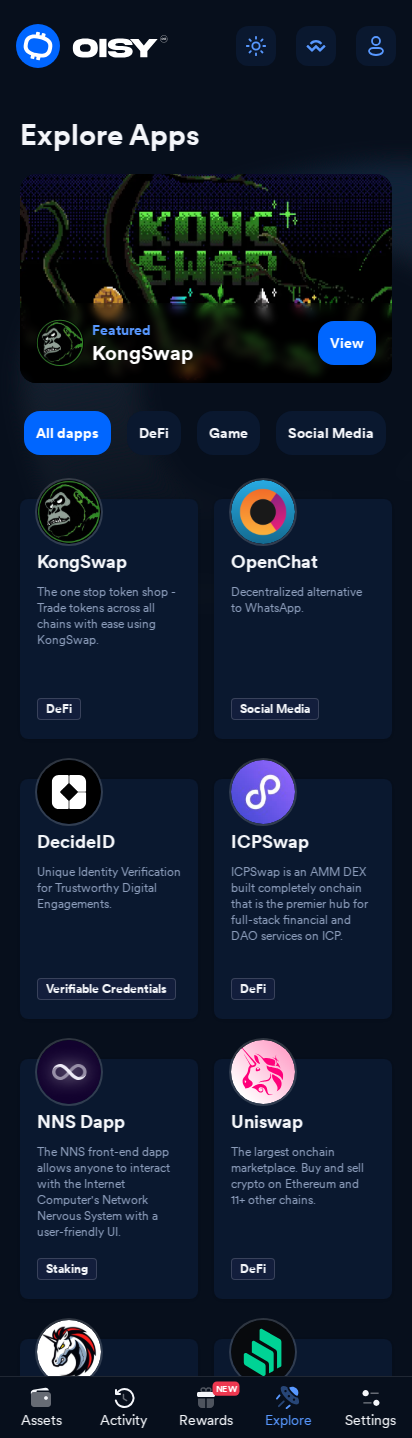 OISY
Explore Apps
KONG
SWAP
Featured
KongSwap
View
All dapps
DeFi
Game
Social Media
KongSwap
The one stop token shop -
Trade tokens across all
chains with ease using
KongSwap.
DeFi
OpenChat
Decentralized alternative
to WhatsApp.
Social Media
DecideID
Unique Identity Verification
for Trustworthy Digital
Engagements.
Verifiable Credentials
ICPSwap
ICPSwap is an AMM DEX
built completely onchain
that is the premier hub for
full-stack financial and
DAO services on ICP.
DeFi
NNS Dapp
The NNS front-end dapp
allows anyone to interact
with the Internet
Computer's Network
Nervous System with a
user-friendly UI.
Staking
Uniswap
The largest onchain
marketplace. Buy and sell
crypto on Ethereum and
11+ other chains.
DeFi
NEW
Assets
Activity
Rewards
Explore
Settings